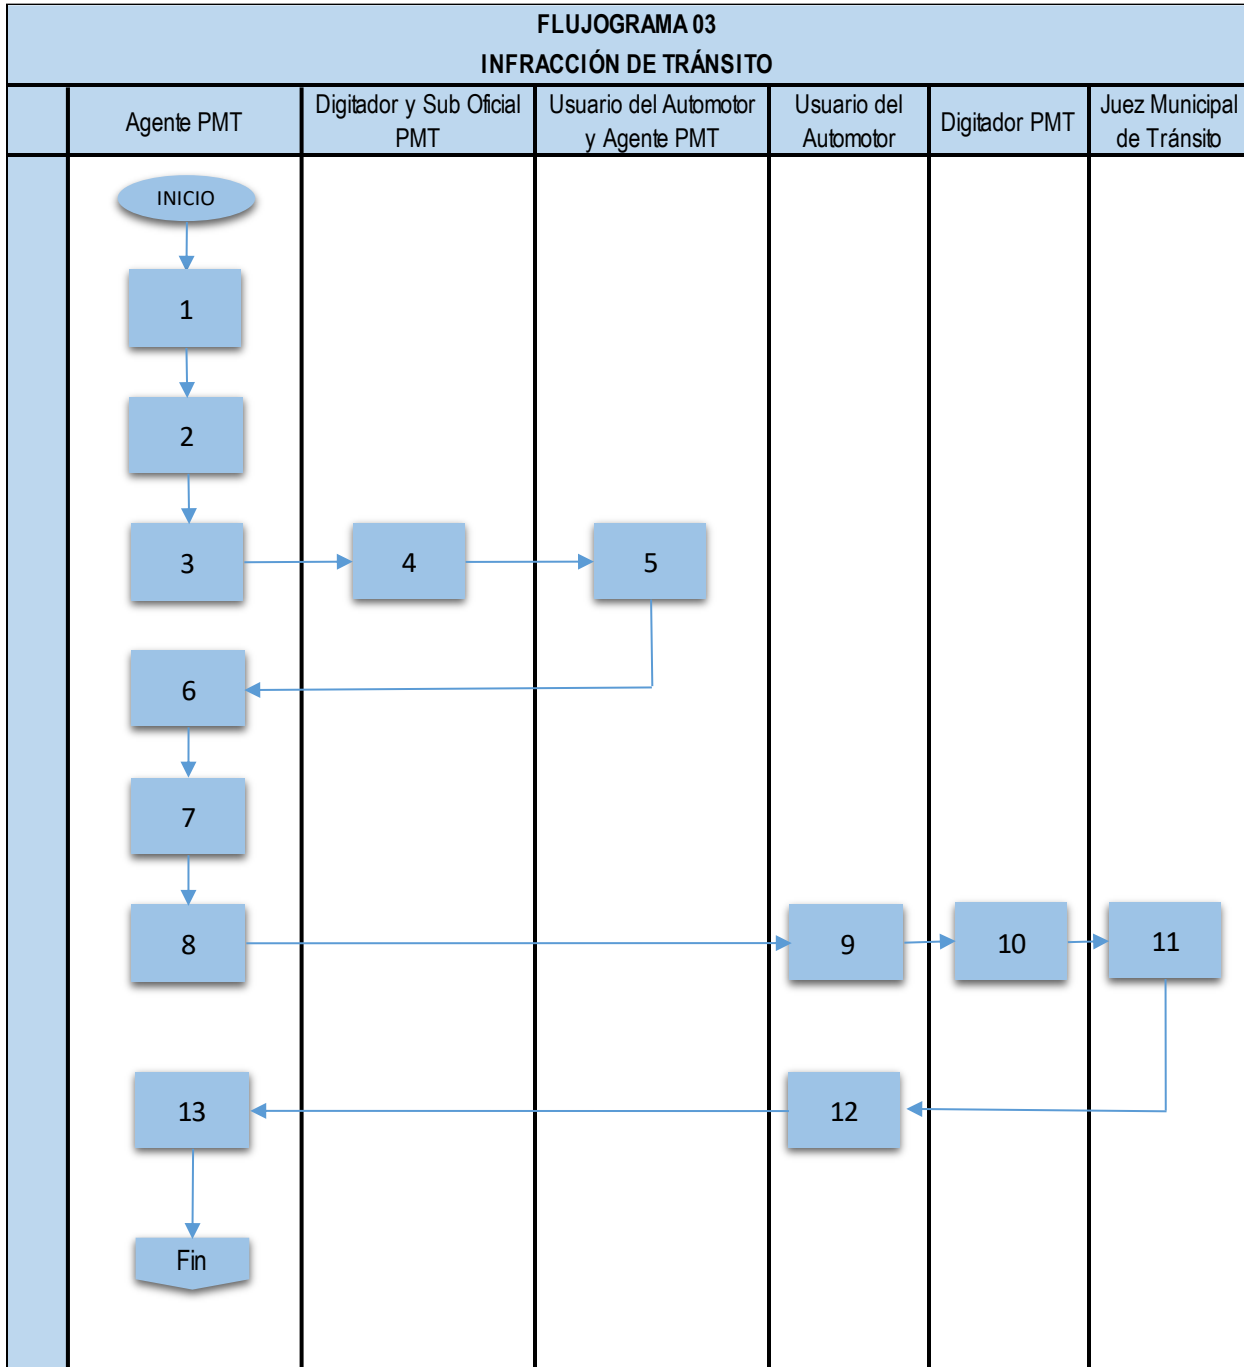 FLUJOGRAMA 03
INFRACCIÓN DE TRÁNSITO
Agente PMT
Digitador y Sub Oficial
PMT
Usuario del Automotor
y Agente PMT
Usuario del
Automotor
Digitador PMT
Juez Municipal
de Tránsito
INICIO
1
2
3
4
5
6
7
8
9
10
11
13
12
Fin